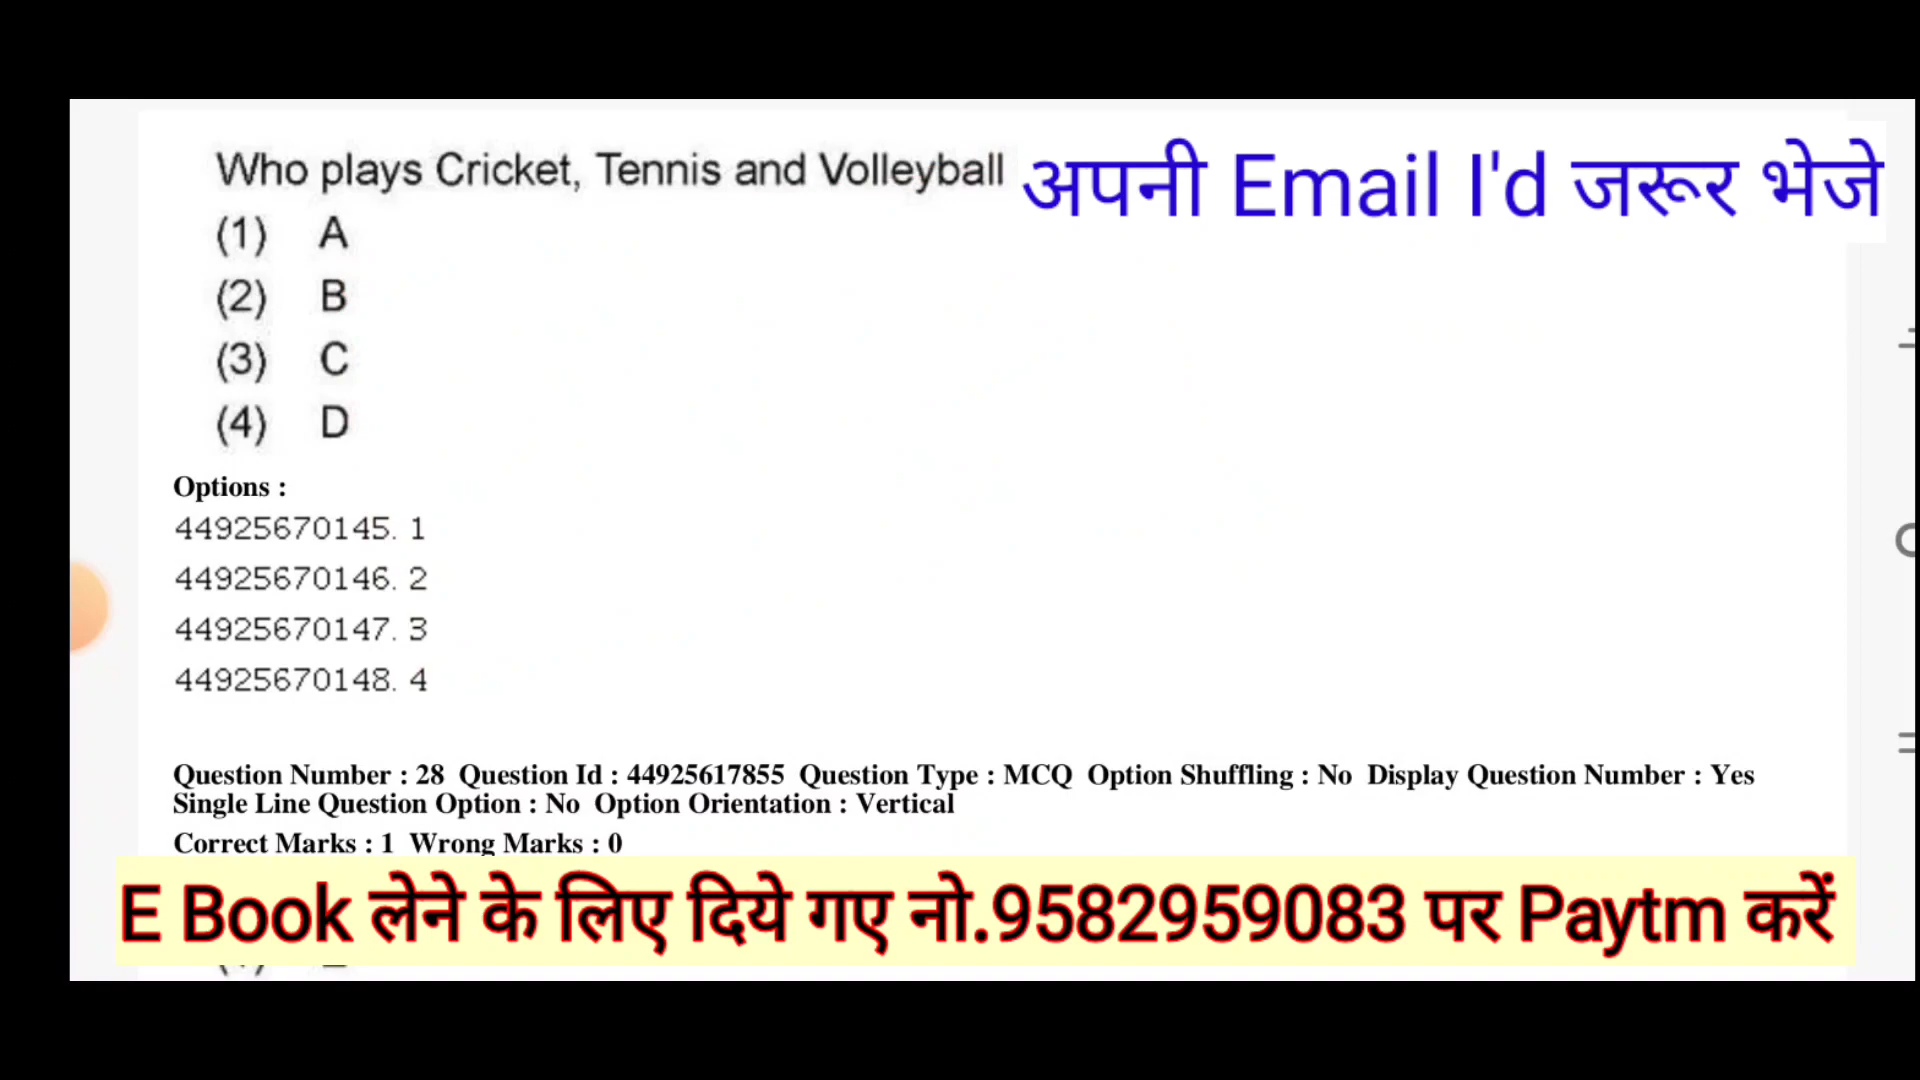 Who plays Cricket, Tennis and Volleyball
अपनी Email I'd जरूर भेजे
(1) A
(2) B
(3) C
(4) D
Options :
44925670145. 1
44925670146. 2
44925670147. 3
44925670148. 4
Question Number : 28 Question Id : 44925617855 Question Type : MCQ Option Shuffling : No Display Question Number : Yes
Single Line Question Option : No Option Orientation : Vertical
Correct Marks : 1 Wrong Marks : 0
E Book लेने के लिए दिये गए नो.9582959083 पर Paytm करें